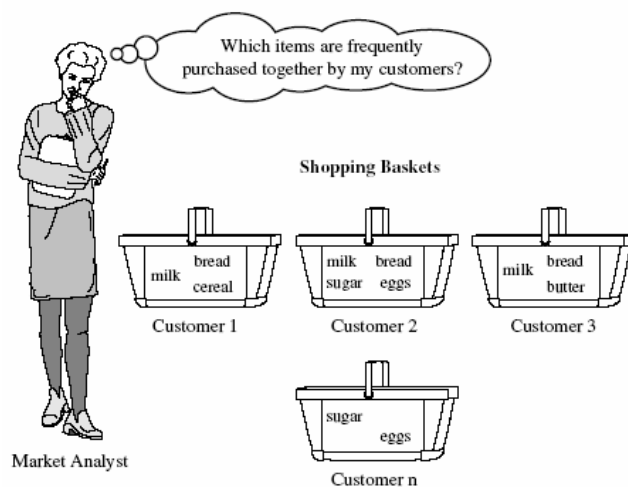 Which items are frequently
purchased together by my customers?
Shopping Baskets
milk
bread
cereal
Customer 1
milk bread
sugar eggs
Customer 2
milk
bread
butter
Customer 3
sugar
eggs
Customer n
Market Analyst